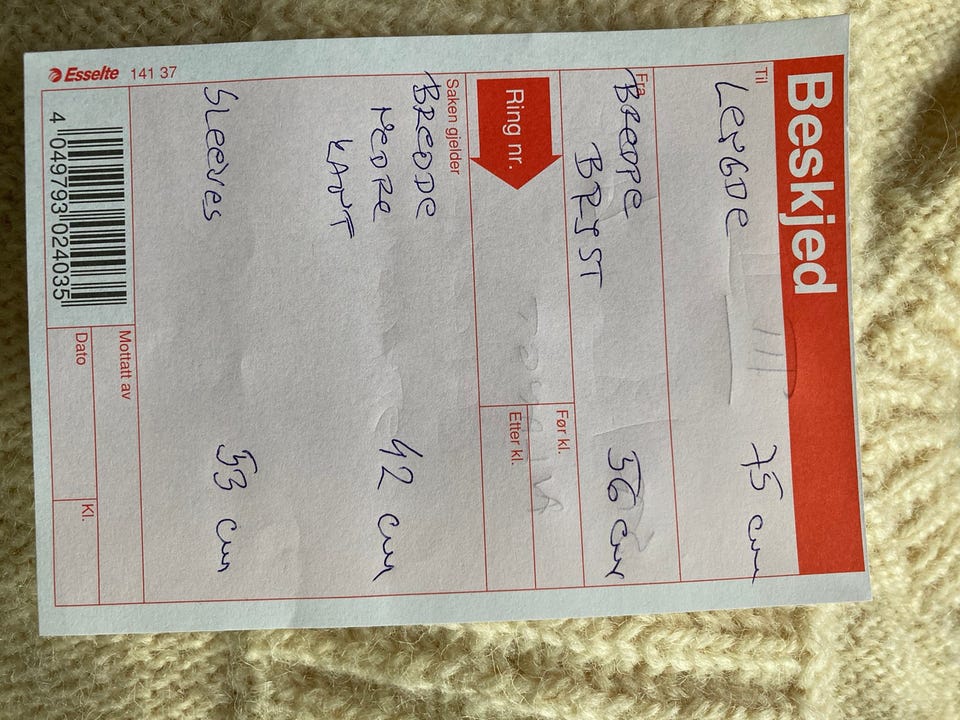 Beskjed
Til
LENGDE 75 cm
Fra
BREDDE 56 cm
BRYST
Før kl.
Ring nr.
Etter kl.
Saken gjelder
BREDDE 42 cm
NEDRE
KANT
SLEEVES 53 cm
Mottatt av
Dato
Kl.
4 049793 024035
Esselte 141 37